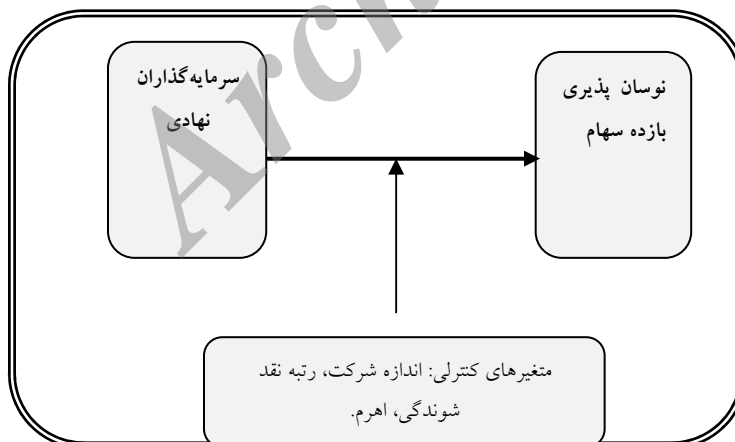 سرمایه‌گذاران
نهادی
نوسان پذیری
بازده سهام
متغیرهای کنترلی: اندازه شرکت، رتبه نقد
شوندگی، اهرم.